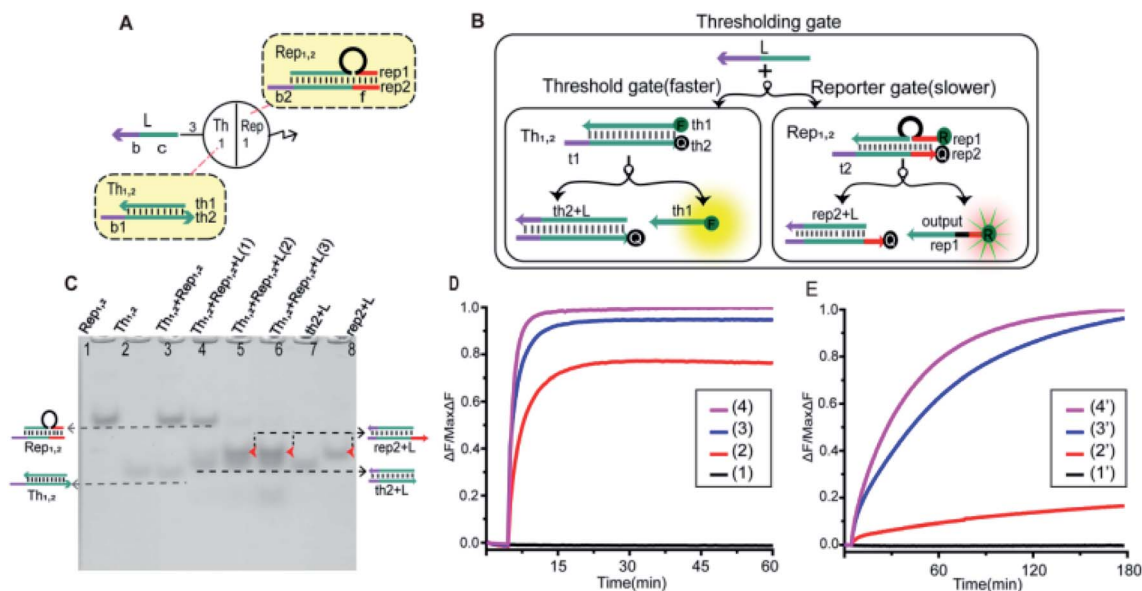 A
Rep₁,₂
rep1
rep2
b2
f
L
b
c
3
Th
1
Rep
1
Th₁,₂
th1
th2
b1
B
Thresholding gate
L
+
Threshold gate(faster)
Reporter gate(slower)
Th₁,₂
F
th1
Q
th2
t1
th2+L
Q
th1
F
Rep₁,₂
R
rep1
Q
rep2
t2
rep2+L
Q
output
rep1
R
C
Rep₁,₂
Th₁,₂
Th₁,₂+Rep₁,₂
Th₁,₂+Rep₁,₂+L(1)
Th₁,₂+Rep₁,₂+L(2)
Th₁,₂+Rep₁,₂+L(3)
th2+L
rep2+L
1 2 3 4 5 6 7 8
Rep₁,₂
Th₁,₂
rep2+L
th2+L
D
ΔF/MaxΔF
1.0
0.8
0.6
0.4
0.2
0.0
(4)
(3)
(2)
(1)
0 15 30 45 60
Time(min)
E
ΔF/MaxΔF
1.0
0.8
0.6
0.4
0.2
0.0
(4')
(3')
(2')
(1')
0 60 120 180
Time(min)